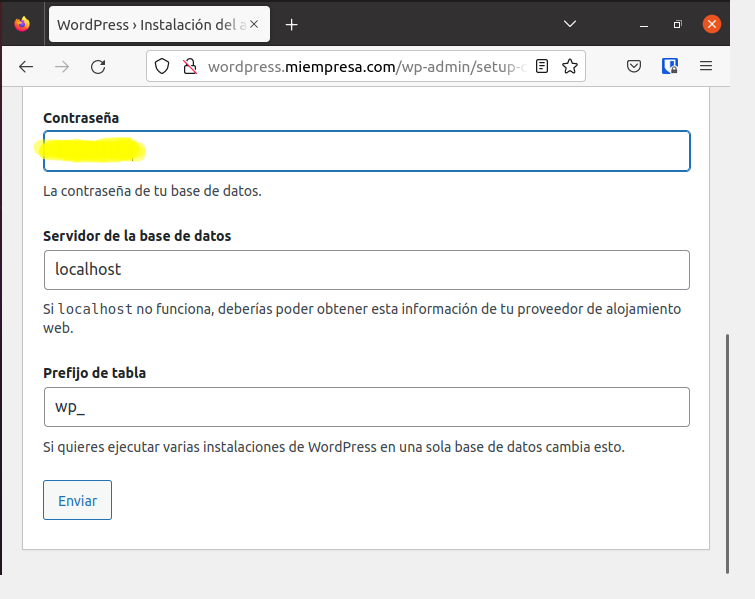 WordPress › Instalación del a
wordpress.miempresa.com/wp-admin/setup-c
Contraseña
La contraseña de tu base de datos.
Servidor de la base de datos
localhost
Si localhost no funciona, deberías poder obtener esta información de tu proveedor de alojamiento
web.
Prefijo de tabla
wp_
Si quieres ejecutar varias instalaciones de WordPress en una sola base de datos cambia esto.
Enviar